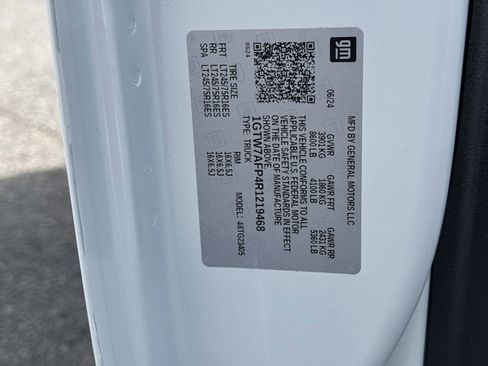 gm
MFD BY GENERAL MOTORS LLC
06/24 GVWR GAWR FRT GAWR RR
3901 KG 1860 KG 2431 KG
8600 LB 4100 LB 5360 LB
THIS VEHICLE CONFORMS TO ALL
APPLICABLE U.S. FEDERAL MOTOR
VEHICLE SAFETY STANDARDS IN EFFECT
ON THE DATE OF MANUFACTURE
SHOWN ABOVE.
1GTW7AFP4R1219468
TYPE: TRUCK 4BTG23405
8624 TIRE SIZE RIM
FRT LT245/75R16ES 16X6.5J
RR LT245/75R16ES 16X6.5J
SPA LT245/75R16ES 16X6.5J